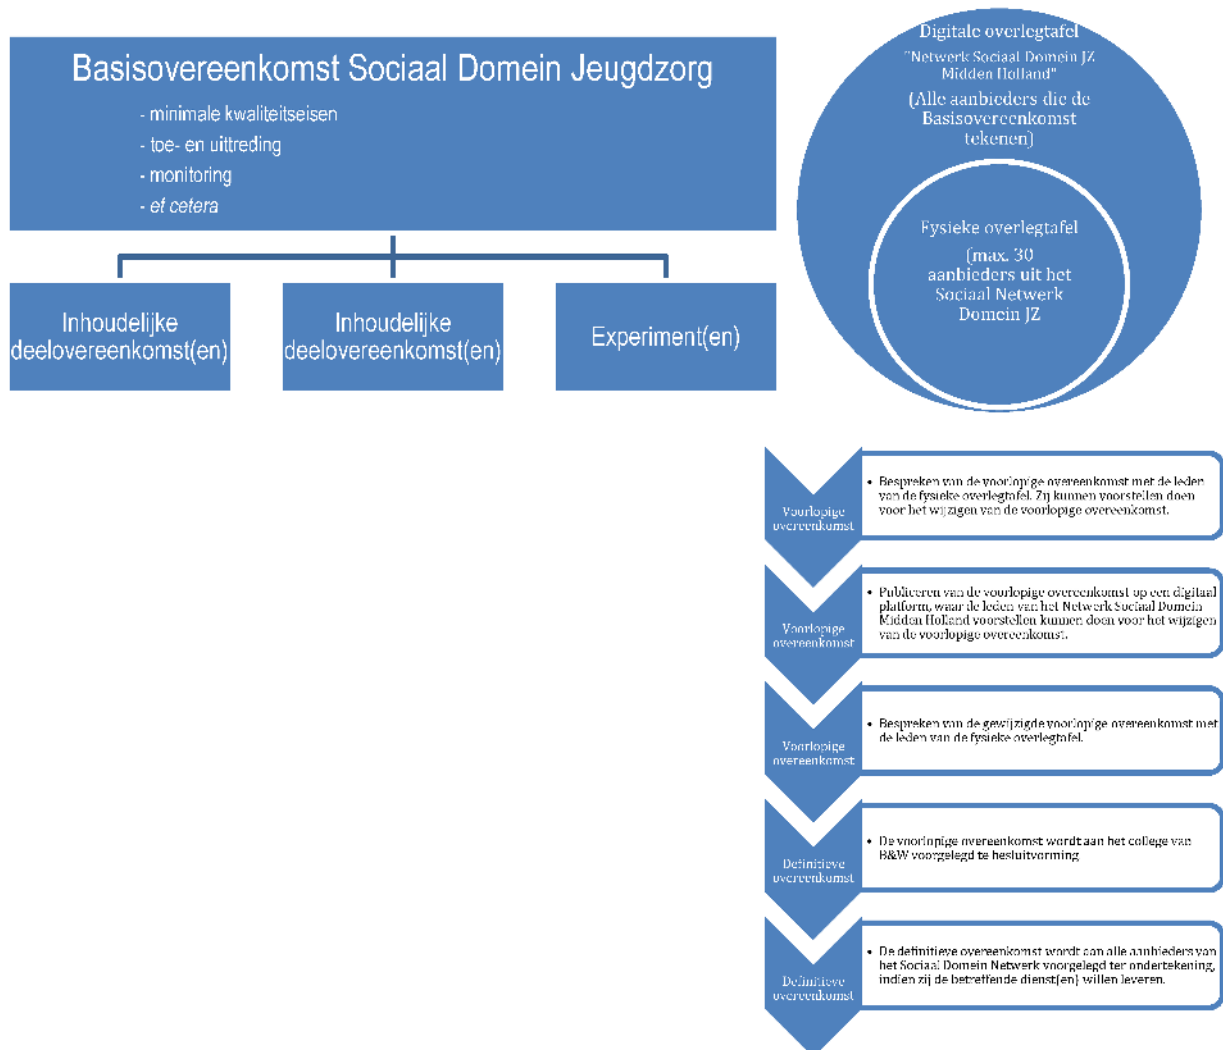 Basisovereenkomst Sociaal Domein Jeugdzorg
- minimale kwaliteitseisen
- toe- en uittreding
- monitoring
- et cetera
Inhoudelijke
deelovereenkomst(en)
Inhoudelijke
deelovereenkomst(en)
Experiment(en)
Digitale overlegtafel
"Netwerk Sociaal Domein JZ
Midden Holland"
(Alle aanbieders die de
Basisovereenkomst
tekenen)
Fysieke overlegtafel
(max. 30
aanbieders uit het
Sociaal Netwerk
Domein JZ
Voorlopige
overeenkomst
• Bespreken van de voorlopige overeenkomst met de leden
van de fysieke overlegtafel. Zij kunnen voorstellen doen
voor het wijzigen van de voorlopige overeenkomst.
Voorlopige
overeenkomst
• Publiceren van de voorlopige overeenkomst op een digitaal
platform, waar de leden van het Netwerk Sociaal Domein
Midden Holland voorstellen kunnen doen voor het wijzigen
van de voorlopige overeenkomst.
Voorlopige
overeenkomst
• Bespreken van de gewijzigde voorlopige overeenkomst met
de leden van de fysieke overlegtafel.
Definitieve
overeenkomst
• De voorlopige overeenkomst wordt aan het college van
B&W voorgelegd te besluitvorming
Definitieve
overeenkomst
• De definitieve overeenkomst wordt aan alle aanbieders van
het Sociaal Domein Netwerk voorgelegd ter ondertekening,
indien zij de betreffende dienst(en) willen leveren.